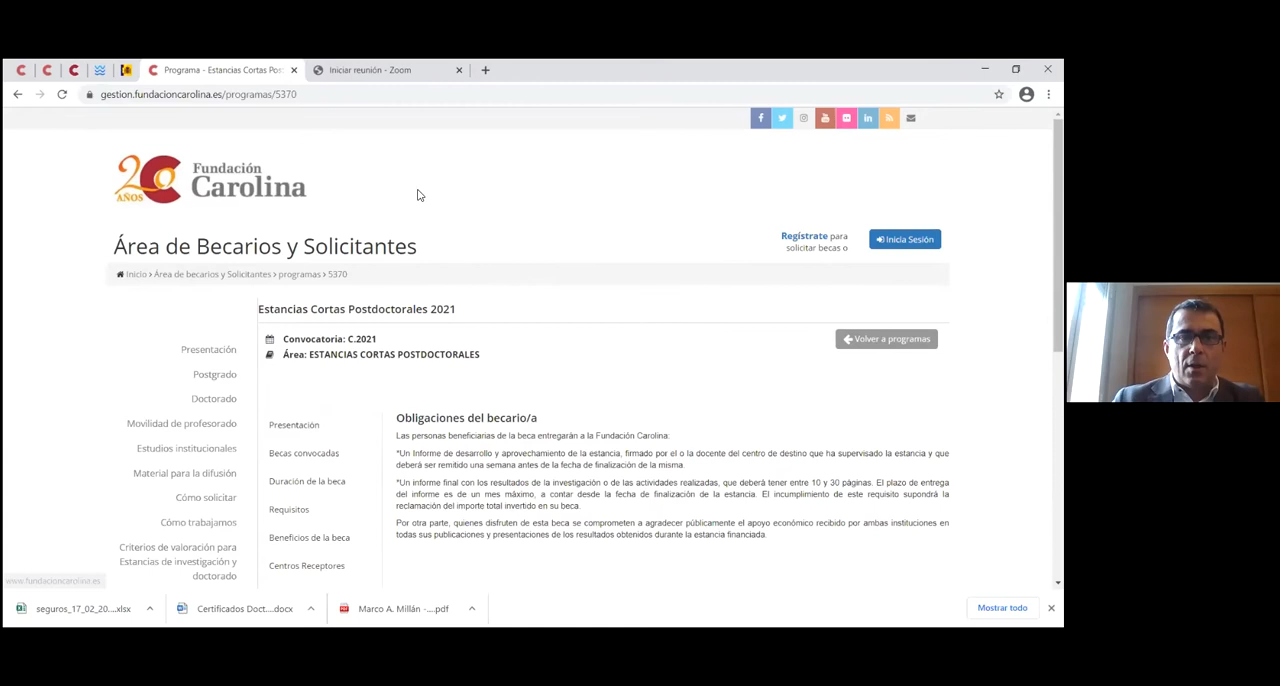 Programa - Estancias Cortas Pos
Iniciar reunión - Zoom
gestion.fundacioncarolina.es/programas/5370
20
AÑOS
Fundación
Carolina
Área de Becarios y Solicitantes
Regístrate para
solicitar becas o
Inicia Sesión
Inicio › Área de becarios y Solicitantes › programas › 5370
Estancias Cortas Postdoctorales 2021
Convocatoria: C.2021
Área: ESTANCIAS CORTAS POSTDOCTORALES
Volver a programas
Presentación
Postgrado
Doctorado
Movilidad de profesorado
Estudios institucionales
Material para la difusión
Cómo solicitar
Cómo trabajamos
Criterios de valoración para
Estancias de investigación y
doctorado
Presentación
Becas convocadas
Duración de la beca
Requisitos
Beneficios de la beca
Centros Receptores
Obligaciones del becario/a
Las personas beneficiarias de la beca entregarán a la Fundación Carolina:
*Un Informe de desarrollo y aprovechamiento de la estancia, firmado por el o la docente del centro de destino que ha supervisado la estancia y que
deberá ser remitido una semana antes de la fecha de finalización de la misma.
*Un informe final con los resultados de la investigación o de las actividades realizadas, que deberá tener entre 10 y 30 páginas. El plazo de entrega
del informe es de un mes máximo, a contar desde la fecha de finalización de la estancia. El incumplimiento de este requisito supondrá la
reclamación del importe total invertido en su beca.
Por otra parte, quienes disfruten de esta beca se comprometen a agradecer públicamente el apoyo económico recibido por ambas instituciones en
todas sus publicaciones y presentaciones de los resultados obtenidos durante la estancia financiada.
www.fundacioncarolina.es
seguros_17_02_20....xlsx
Certificados Doct....docx
Marco A. Millán -....pdf
Mostrar todo